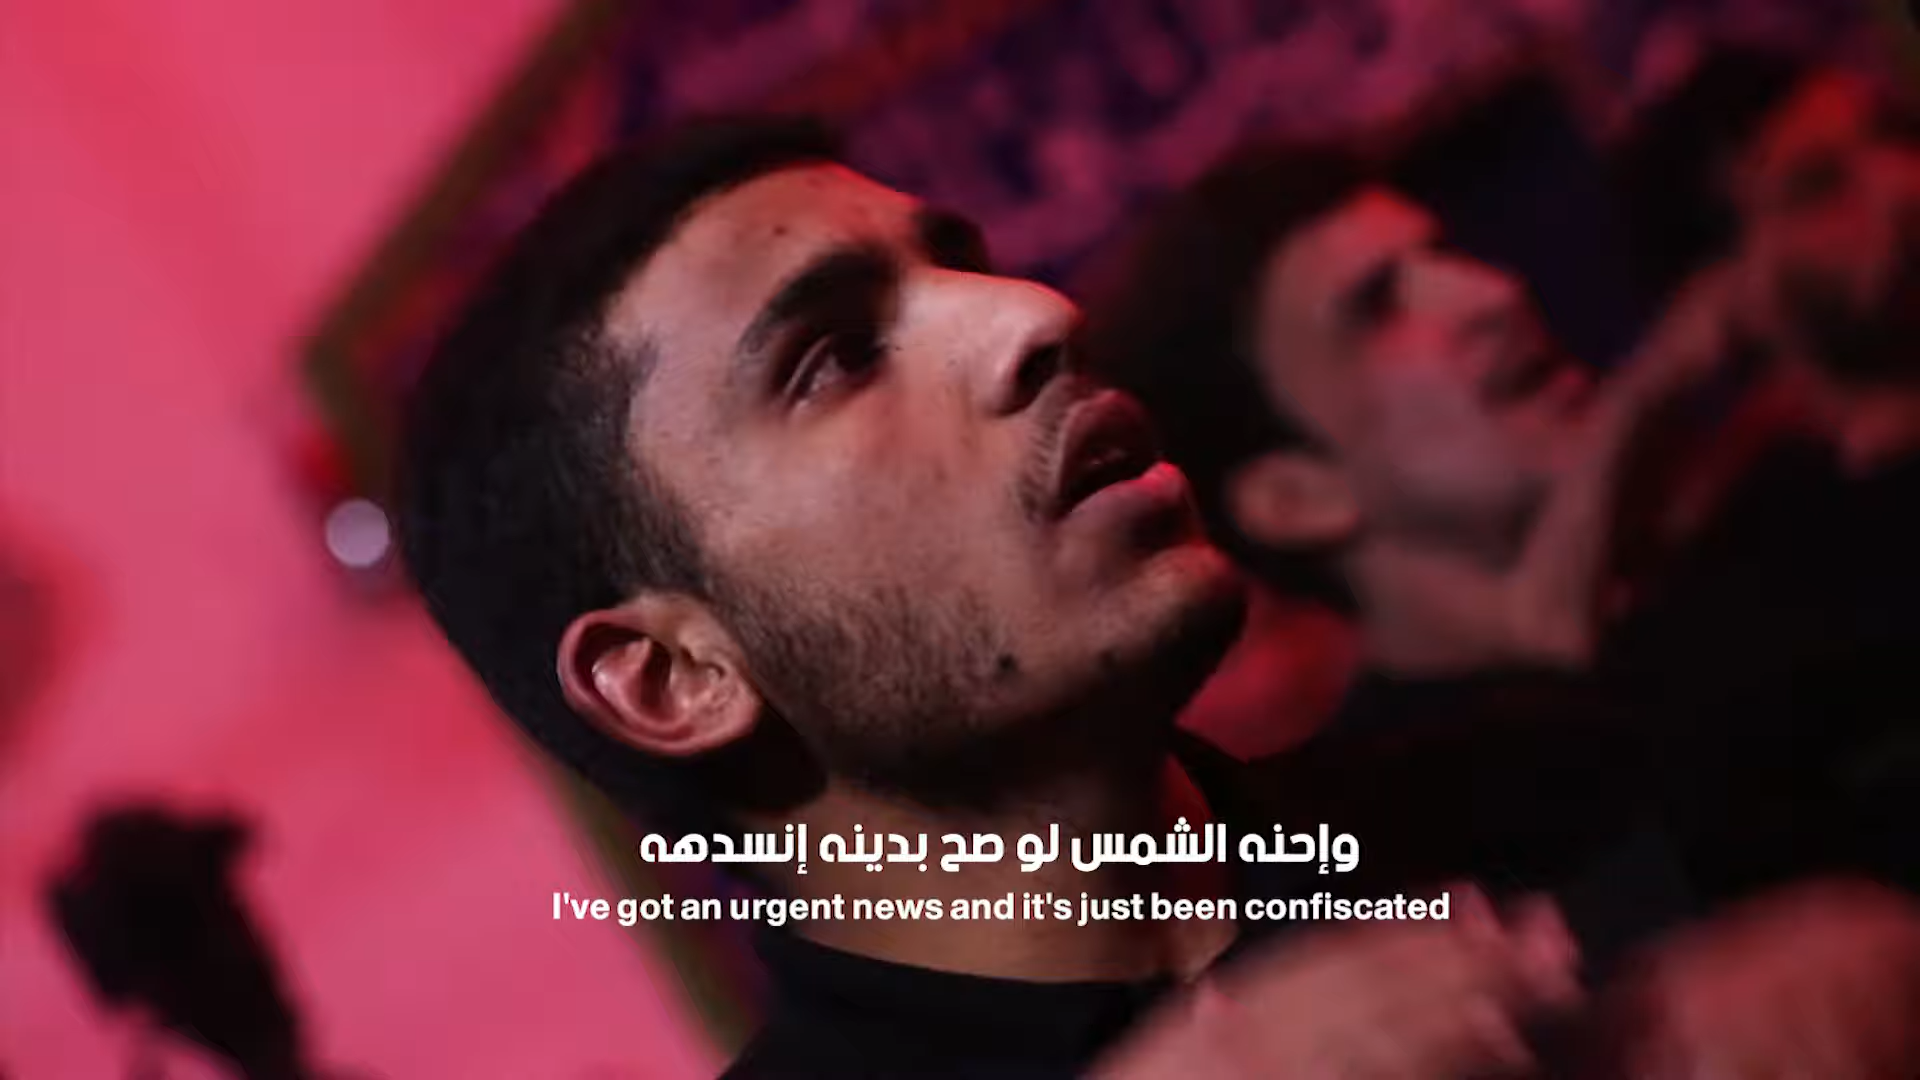 وإحنه الشمس لو صح بدينه إنسدهه
I've got an urgent news and it's just been confiscated